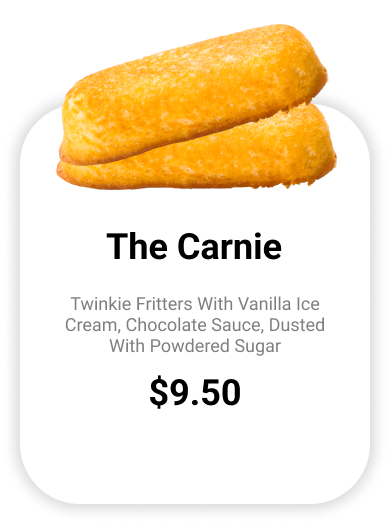 The Carnie
Twinkie Fritters With Vanilla Ice
Cream, Chocolate Sauce, Dusted
With Powdered Sugar
$9.50